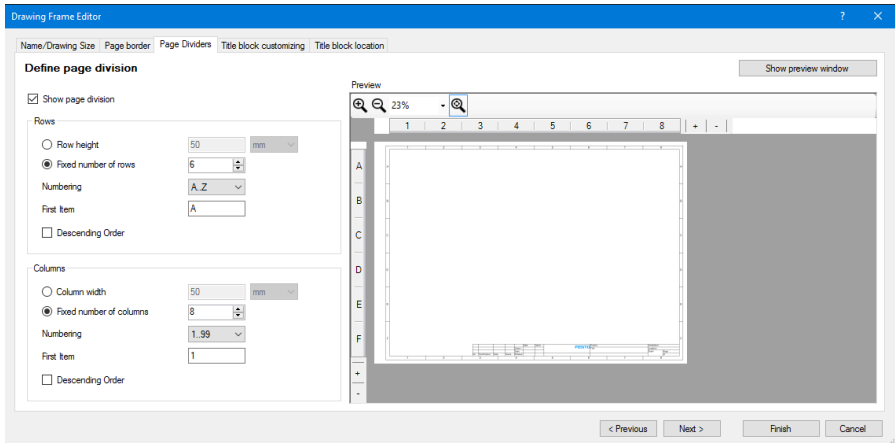 Drawing Frame Editor
?
Name/Drawing Size Page border Page Dividers Title block customizing Title block location
Define page division
Show preview window
Show page division
Rows
Row height 50 mm
Fixed number of rows 6
Numbering A..Z
First Item A
Descending Order
Columns
Column width 50 mm
Fixed number of columns 8
Numbering 1..99
First Item 1
Descending Order
Preview
23%
1 2 3 4 5 6 7 8 + -
A
B
C
D
E
F
+
-
FESTO
< Previous Next > Finish Cancel